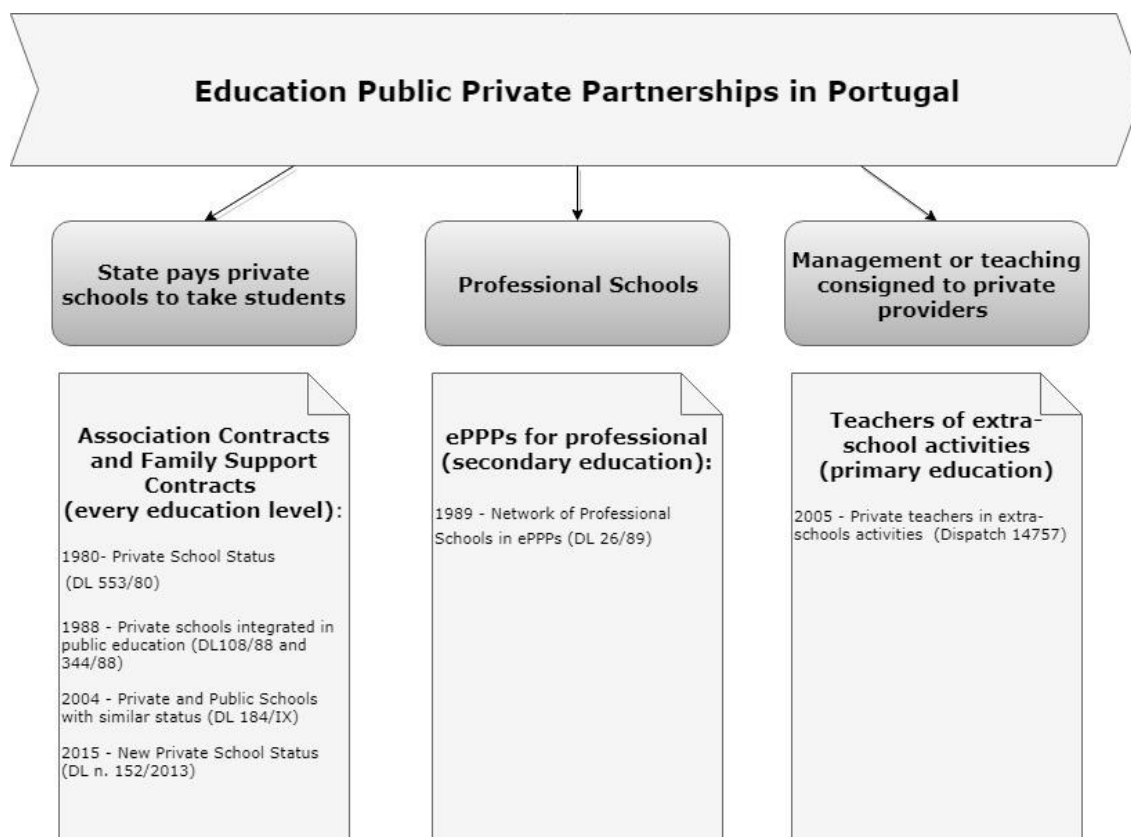 Education Public Private Partnerships in Portugal
State pays private
schools to take students
Professional Schools
Management or teaching
consigned to private
providers
Association Contracts
and Family Support
Contracts
(every education level):
1980- Private School Status
(DL 553/80)
1988 - Private schools integrated in
public education (DL108/88 and
344/88)
2004 - Private and Public Schools
with similar status (DL 184/IX)
2015 - New Private School Status
(DL n. 152/2013)
ePPPs for professional
(secondary education):
1989 - Network of Professional
Schools in ePPPs (DL 26/89)
Teachers of extra-
school activities
(primary education)
2005 - Private teachers in extra-
schools activities (Dispatch 14757)